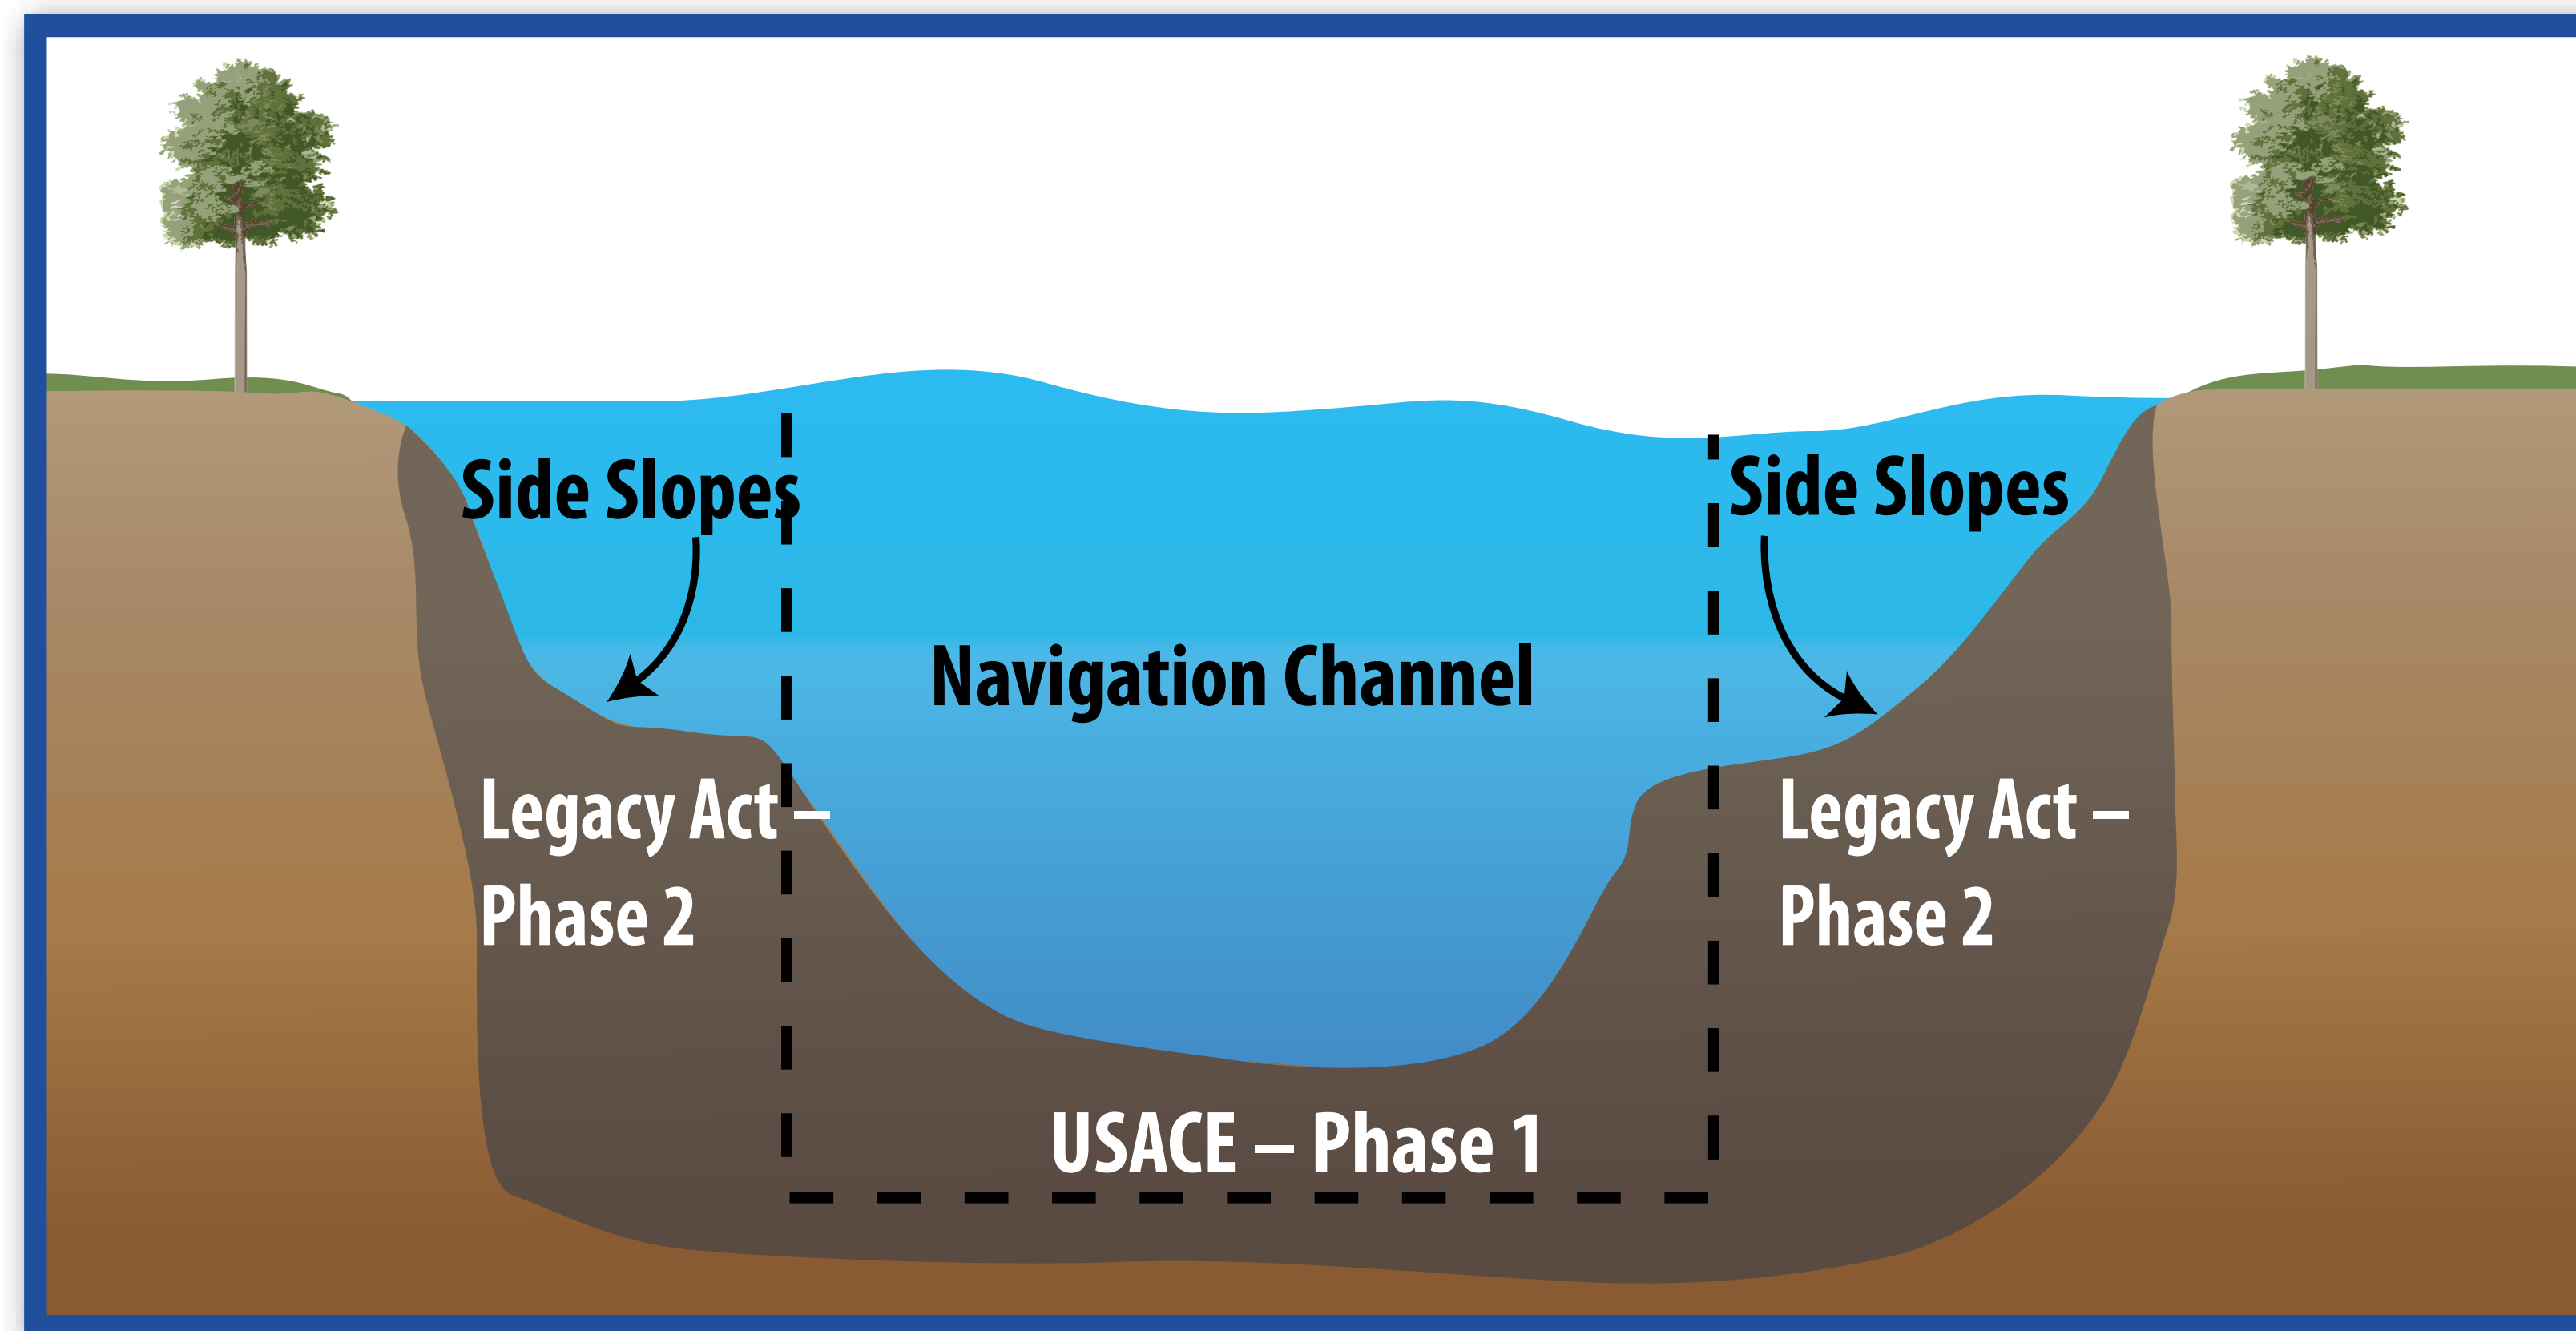 Side Slopes
Side Slopes
Navigation Channel
Legacy Act –
Phase 2
Legacy Act –
Phase 2
USACE – Phase 1